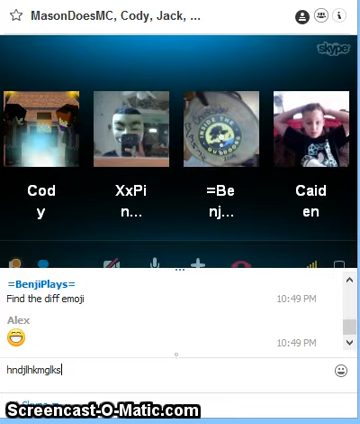 MasonDoesMC, Cody, Jack, ...
skype
Cod
y
XxPi
n...
=Be
nj...
Caid
en
=BenjiPlays=
Find the diff emoji
10:49 PM
Alex
10:49 PM
hndjlhkmglks
Screencast-O-Matic.com